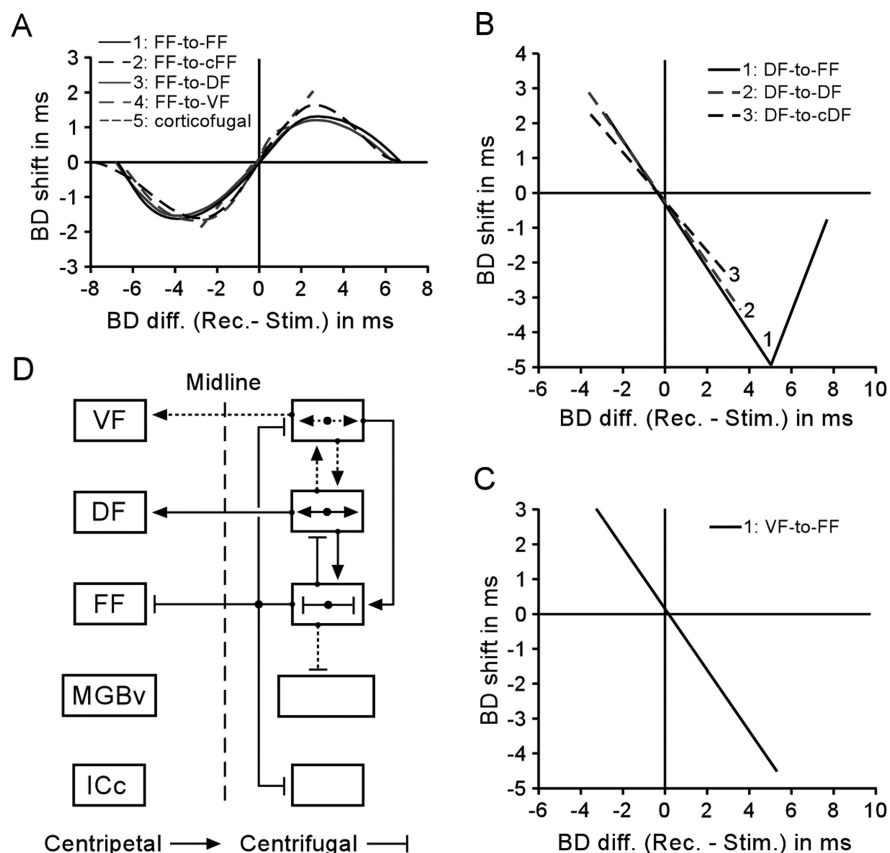 A
1: FF-to-FF
2: FF-to-cFF
3: FF-to-DF
4: FF-to-VF
5: corticofugal
3
2
1
0
-1
-2
-3
-8 -6 -4 -2 0 2 4 6 8
BD shift in ms
BD diff. (Rec.- Stim.) in ms
B
1: DF-to-FF
2: DF-to-DF
3: DF-to-cDF
4
3
2
1
0
-1
-2
-3
-4
-5
3
2
1
-6 -4 -2 0 2 4 6 8 10
BD shift in ms
BD diff. (Rec. - Stim.) in ms
D
Midline
VF
DF
FF
MGBv
ICc
Centripetal
Centrifugal
C
1: VF-to-FF
3
2
1
0
-1
-2
-3
-4
-5
-6 -4 -2 0 2 4 6 8 10
BD shift in ms
BD diff. (Rec. - Stim.) in ms